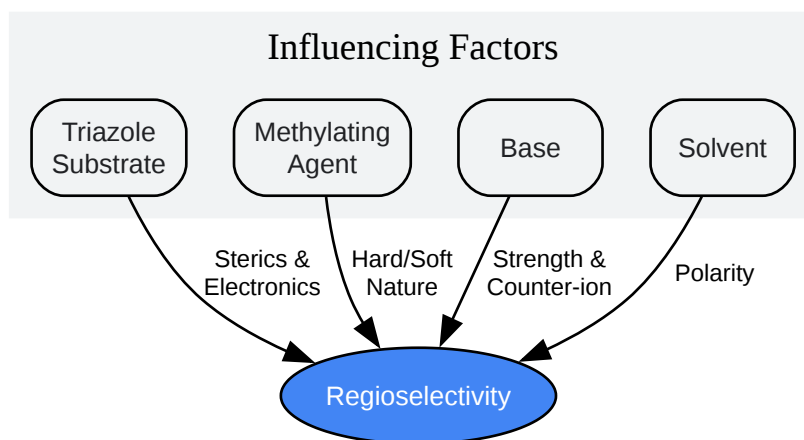 Influencing Factors
Triazole
Substrate
Methylating
Agent
Base
Solvent
Sterics &
Electronics
Hard/Soft
Nature
Strength &
Counter-ion
Polarity
Regioselectivity